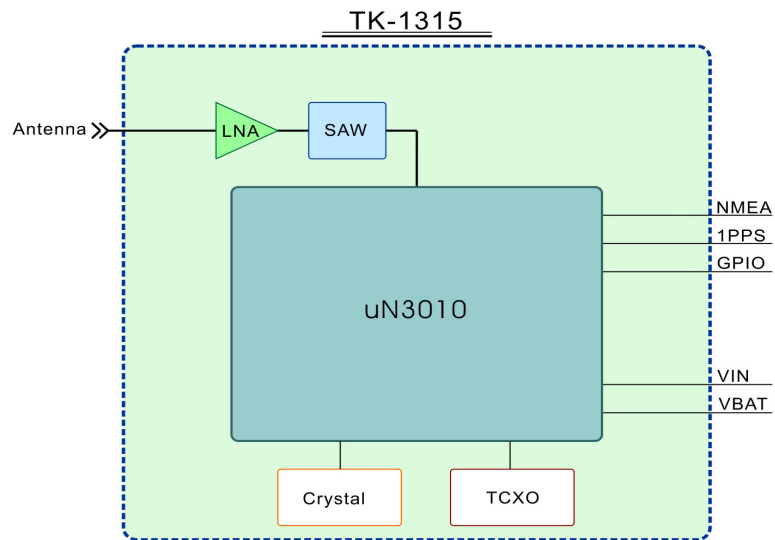 TK-1315
Antenna
LNA
SAW
NMEA
1PPS
GPIO
uN3010
VIN
VBAT
Crystal
TCXO